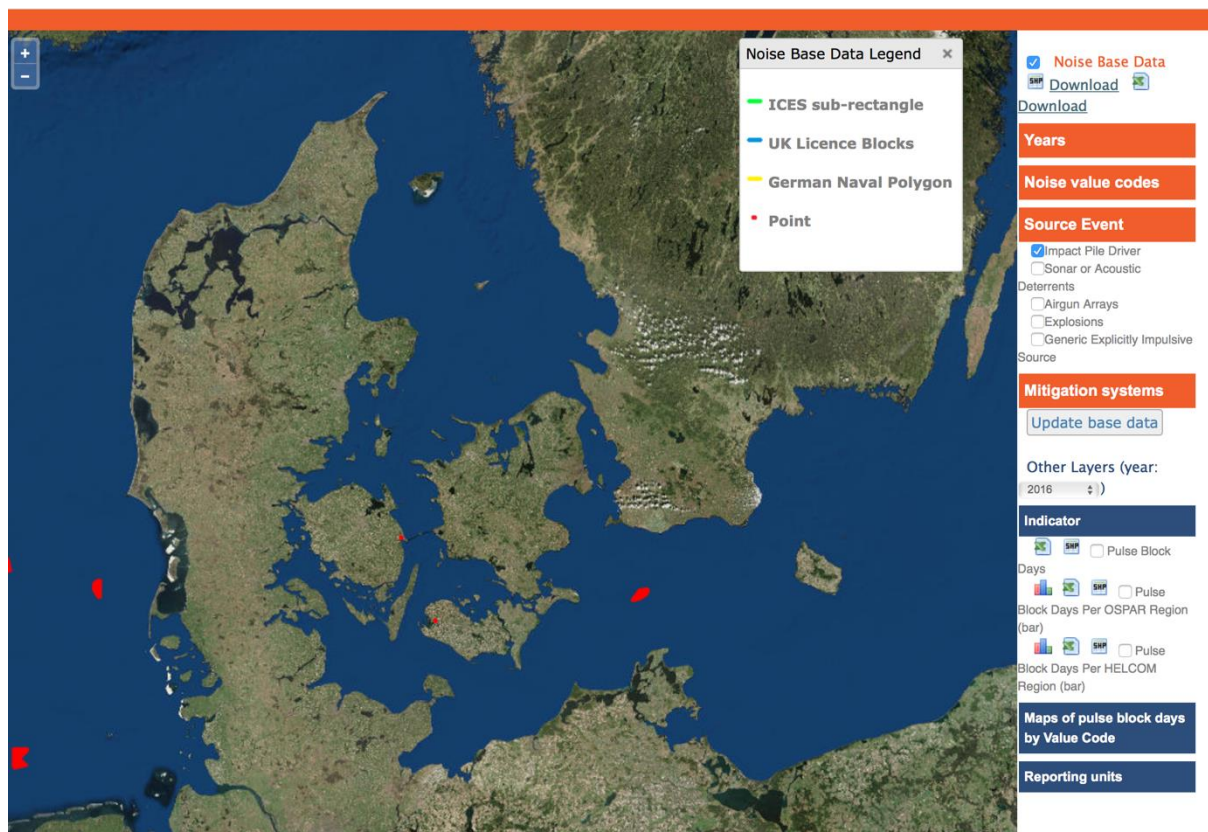 +
−
Noise Base Data Legend ×
ICES sub-rectangle
UK Licence Blocks
German Naval Polygon
Point
Noise Base Data
SHP Download
Download
Years
Noise value codes
Source Event
Impact Pile Driver
Sonar or Acoustic
Deterrents
Airgun Arrays
Explosions
Generic Explicitly Impulsive
Source
Mitigation systems
Update base data
Other Layers (year:
2016 )
Indicator
SHP Pulse Block
Days
SHP Pulse
Block Days Per OSPAR Region
(bar)
SHP Pulse
Block Days Per HELCOM
Region (bar)
Maps of pulse block days
by Value Code
Reporting units